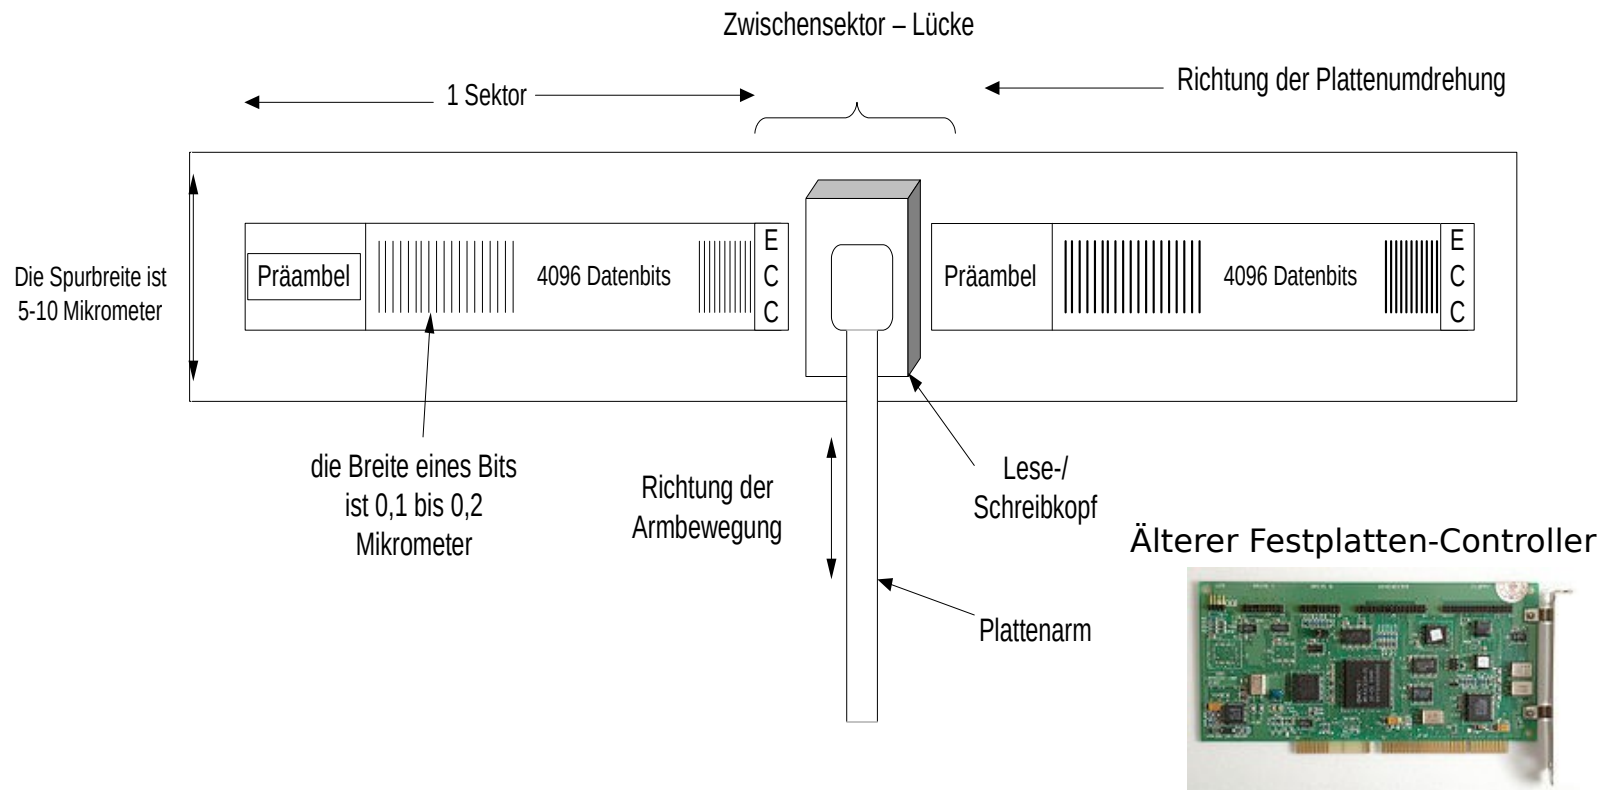 Zwischensektor – Lücke
1 Sektor
Richtung der Plattenumdrehung
Die Spurbreite ist
5-10 Mikrometer
Präambel
4096 Datenbits
E
C
C
Präambel
4096 Datenbits
E
C
C
die Breite eines Bits
ist 0,1 bis 0,2
Mikrometer
Richtung der
Armbewegung
Lese-/
Schreibkopf
Plattenarm
Älterer Festplatten-Controller